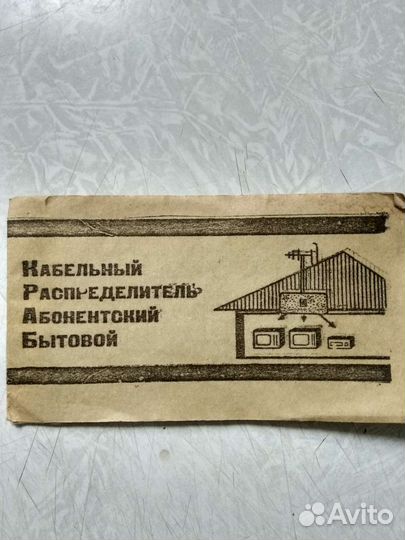 Кабельный
Распределитель
Абонентский
Бытовой
Avito